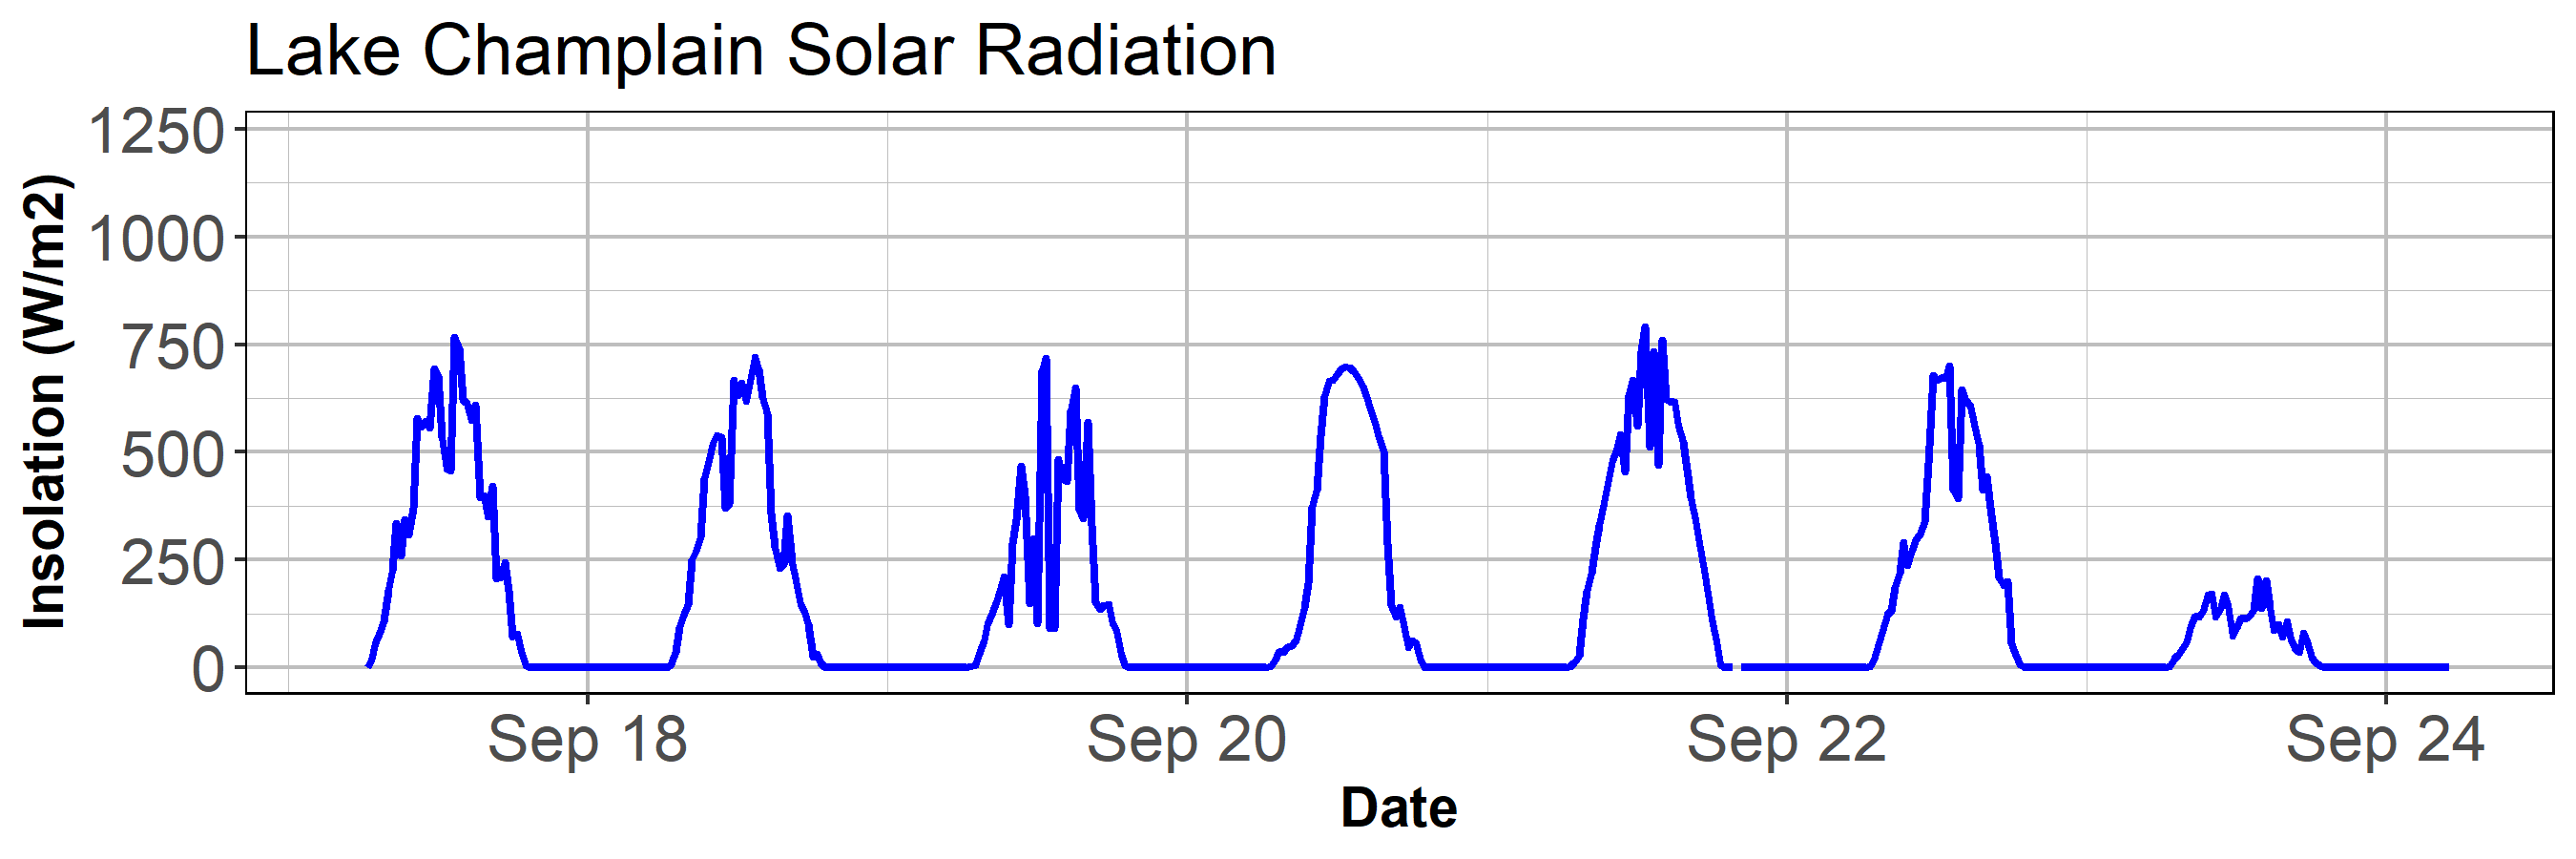 Lake Champlain Solar Radiation
1250
1000
750
500
250
0
Insolation (W/m2)
Sep 18
Sep 20
Sep 22
Sep 24
Date